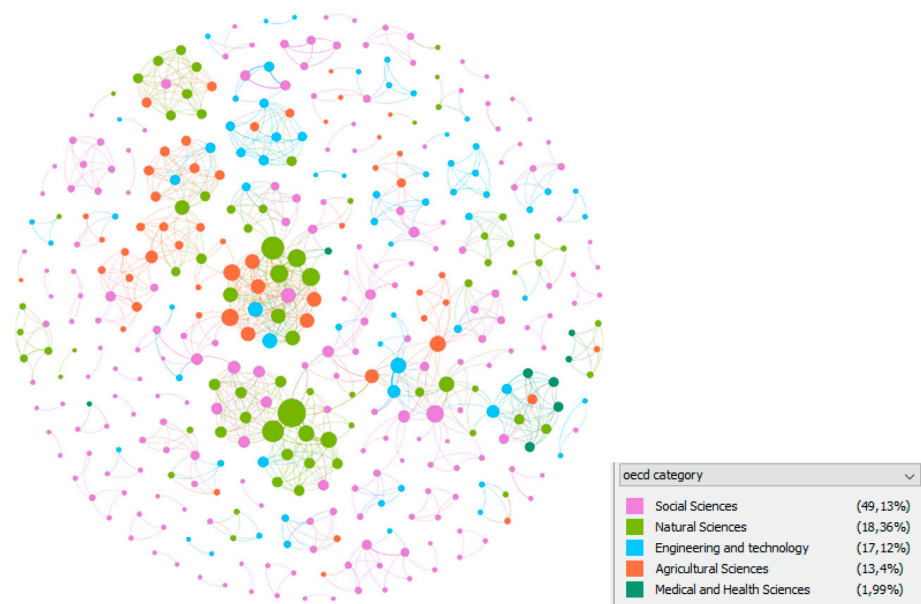 oecd category
Social Sciences (49,13%)
Natural Sciences (18,36%)
Engineering and technology (17,12%)
Agricultural Sciences (13,4%)
Medical and Health Sciences (1,99%)